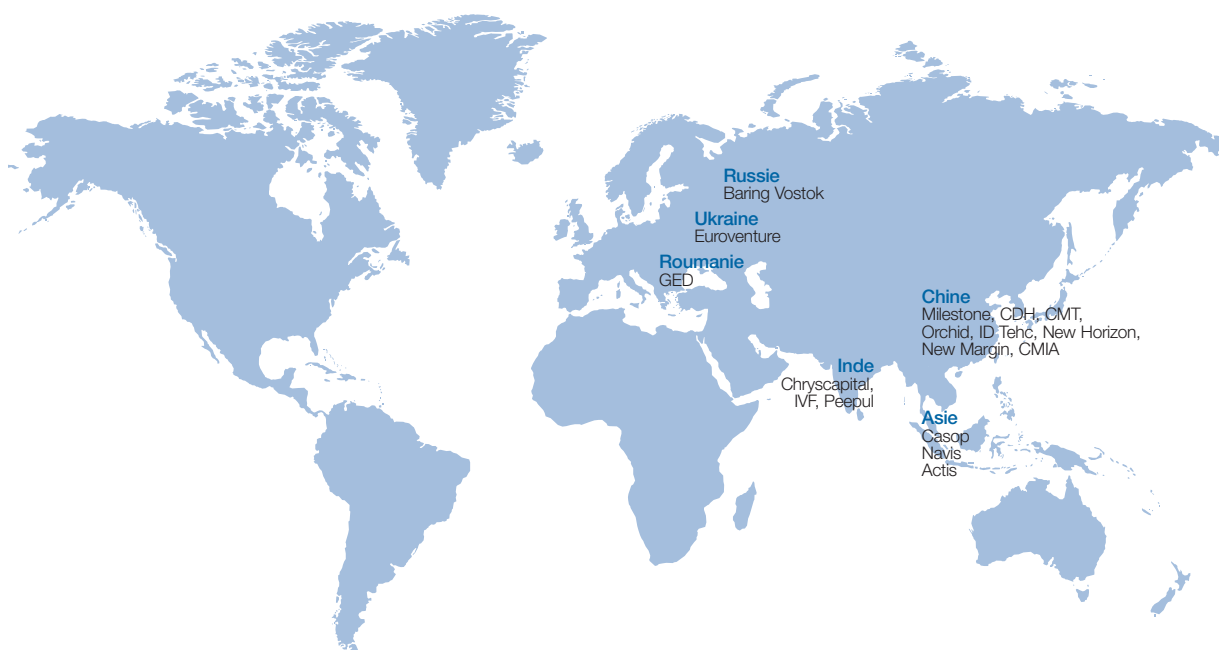 Russie
Baring Vostok
Ukraine
Euroventure
Roumanie
GED
Chine
Milestone, CDH, CMT,
Orchid, ID Tehc, New Horizon,
New Margin, CMIA
Inde
Chryscapital,
IVF, Peepul
Asie
Casop
Navis
Actis